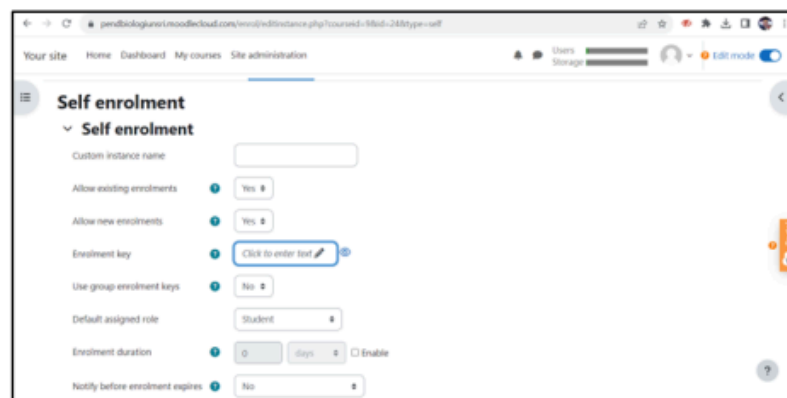 pendbiologiunsri.moodlecloud.com/enrol/editinstance.php?courseid=9&id=24&type=self
Your site Home Dashboard My courses Site administration Users Edit mode
Storage
Self enrolment
Self enrolment
Custom instance name
Allow existing enrolments ? Yes
Allow new enrolments ? Yes
Enrolment key ? Click to enter text
Use group enrolment keys ? No
Default assigned role Student
Enrolment duration ? 0 days Enable
Notify before enrolment expires ? No
?